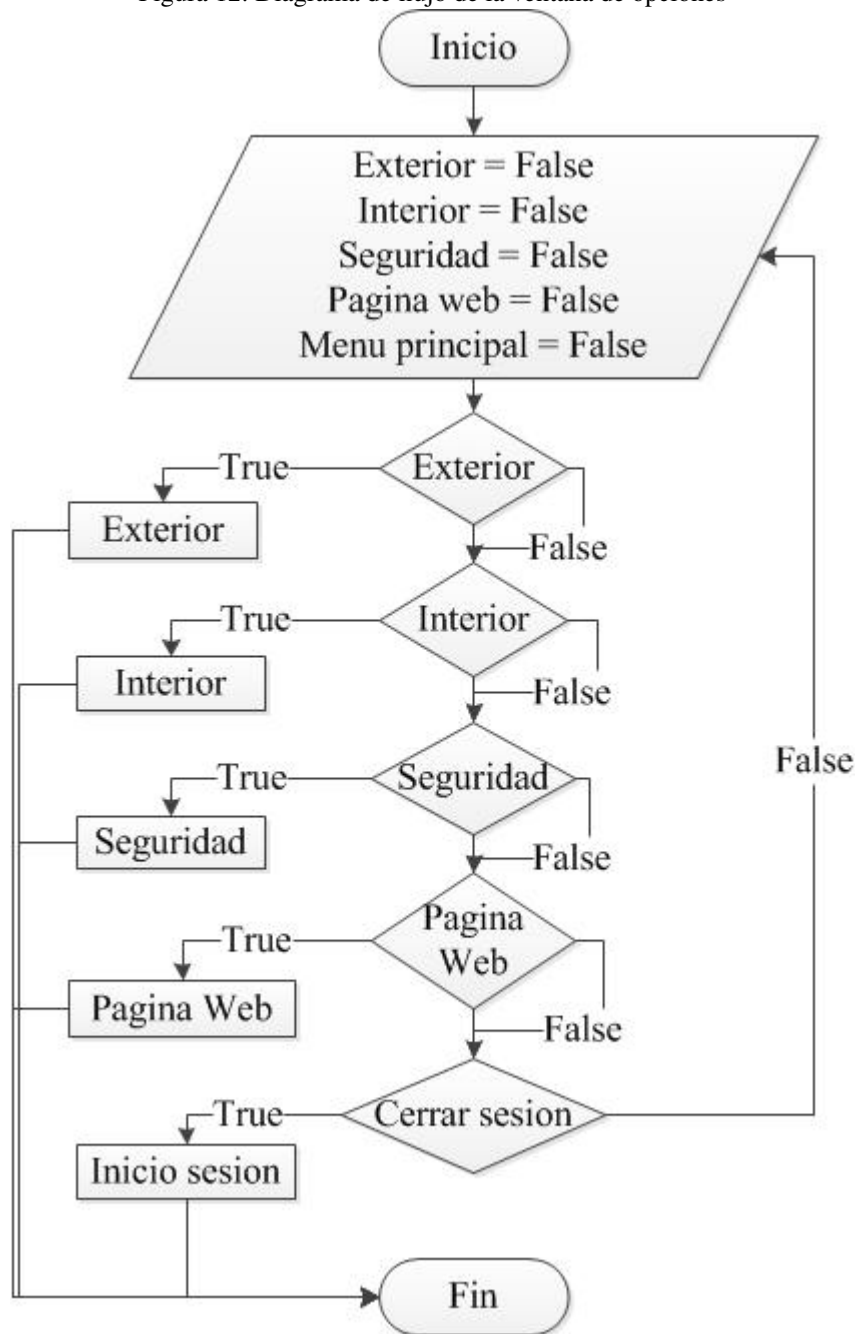 Figura 12: Diagrama de flujo de la ventana de opciones
Inicio
Exterior = False
Interior = False
Seguridad = False
Pagina web = False
Menu principal = False
Exterior
True
Exterior
False
Interior
True
Interior
False
Seguridad
True
Seguridad
False
False
Pagina
Web
True
Pagina Web
False
Cerrar sesion
True
Inicio sesion
Fin